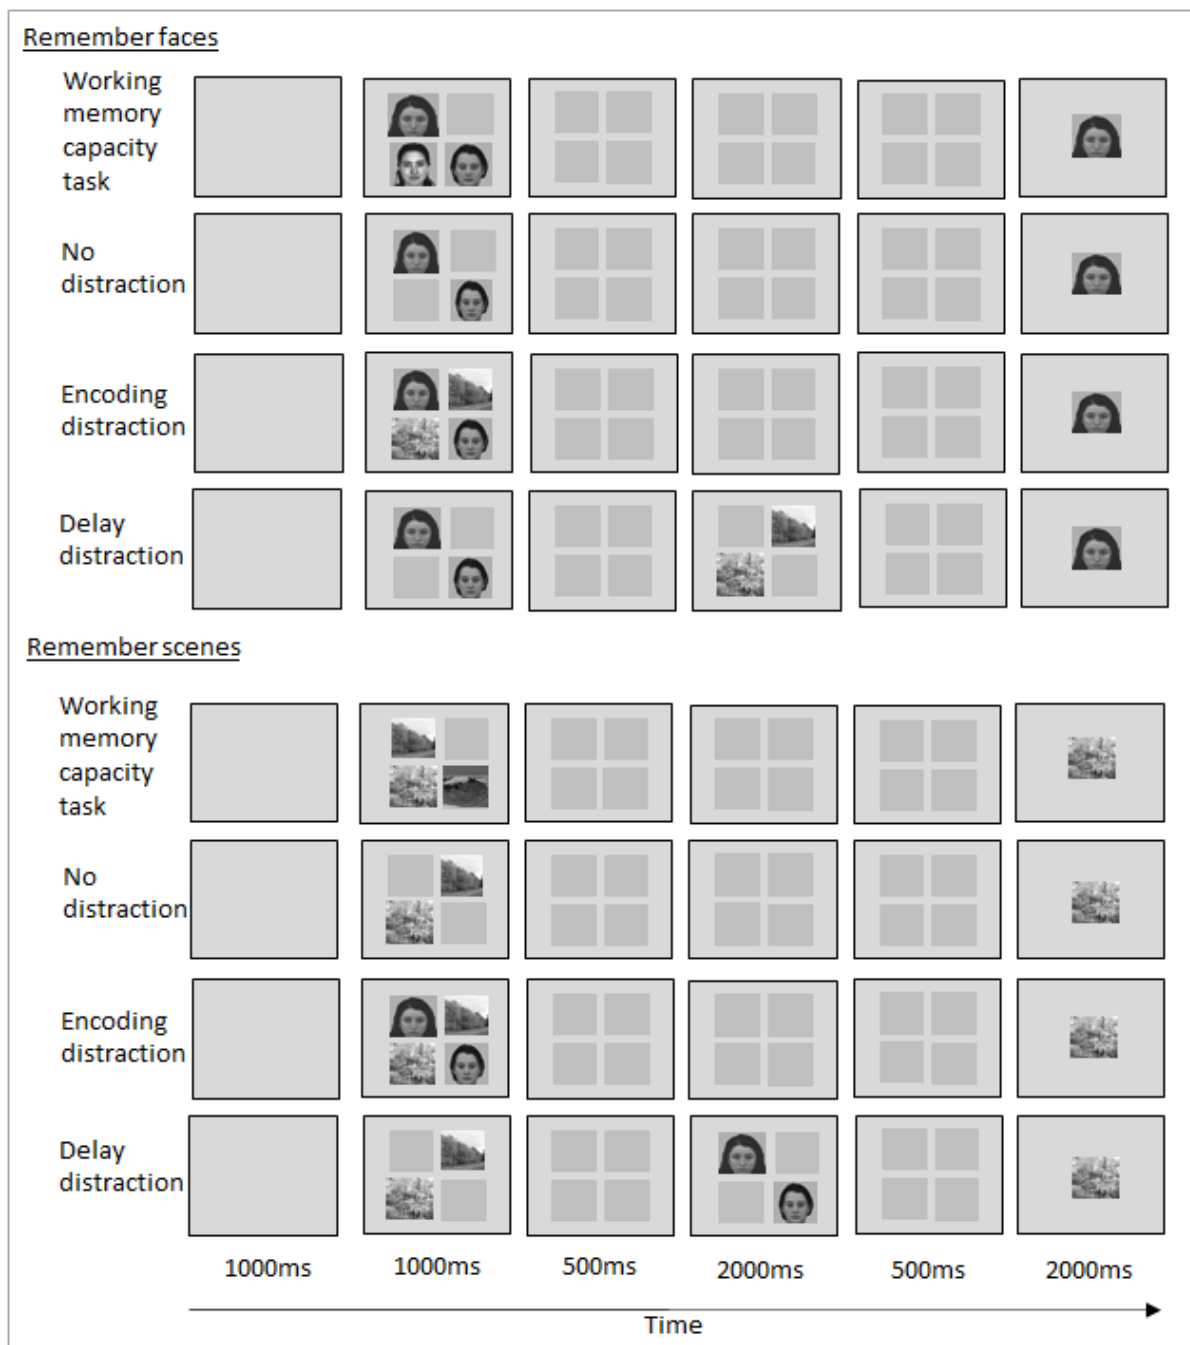 Remember faces
Working
memory
capacity
task
No
distraction
Encoding
distraction
Delay
distraction
Remember scenes
Working
memory
capacity
task
No
distraction
Encoding
distraction
Delay
distraction
1000ms 1000ms 500ms 2000ms 500ms 2000ms
Time